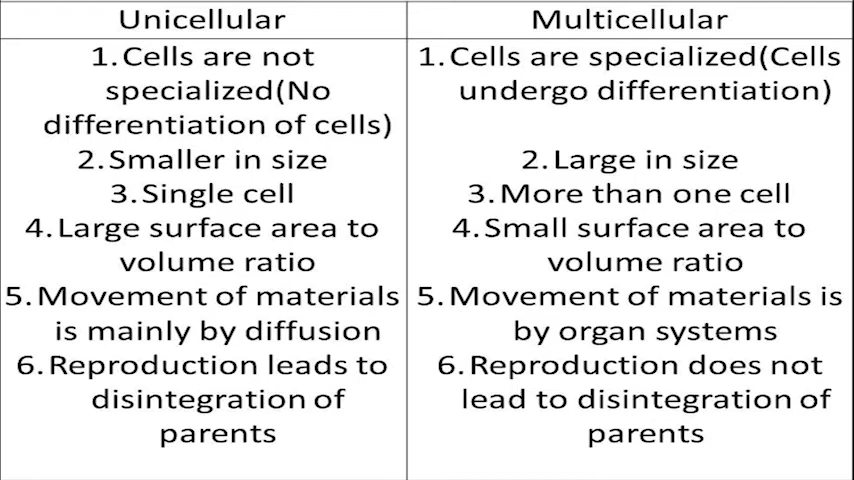 Unicellular
1. Cells are not
specialized(No
differentiation of cells)
2. Smaller in size
3. Single cell
4. Large surface area to
volume ratio
5. Movement of materials
is mainly by diffusion
6. Reproduction leads to
disintegration of
parents
Multicellular
1. Cells are specialized(Cells
undergo differentiation)
2. Large in size
3. More than one cell
4. Small surface area to
volume ratio
5. Movement of materials is
by organ systems
6. Reproduction does not
lead to disintegration of
parents